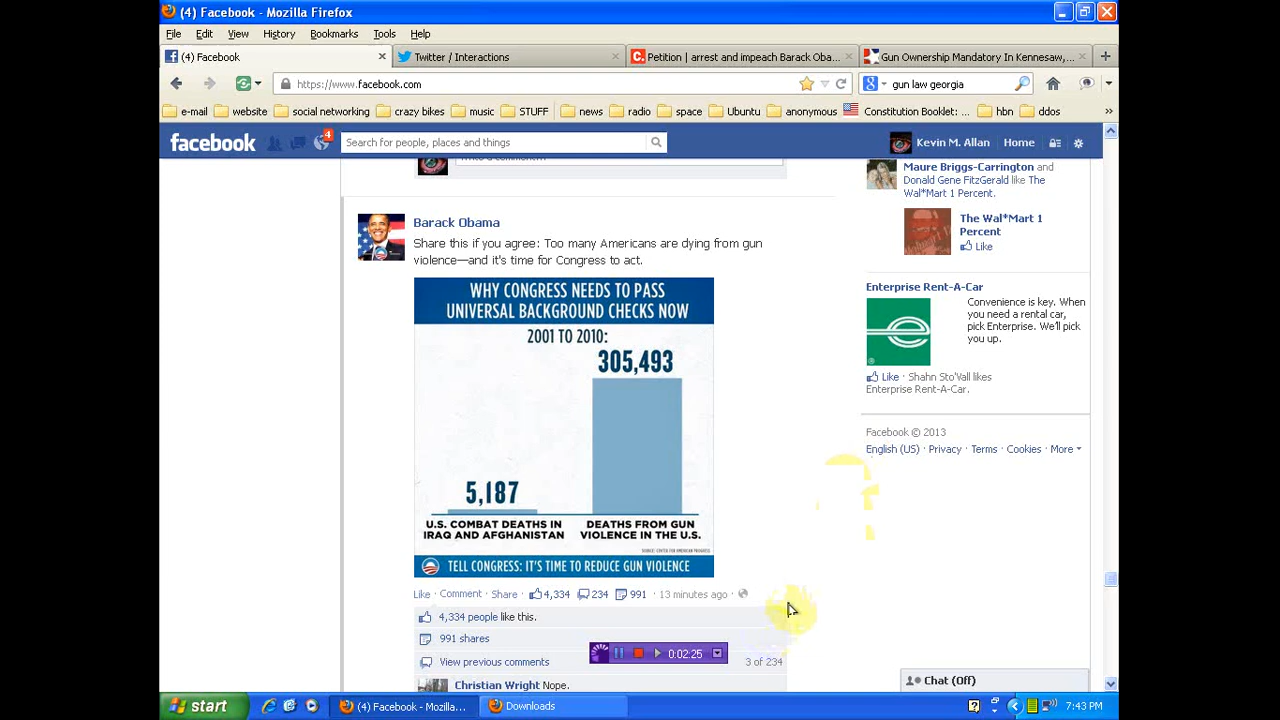 (4) Facebook - Mozilla Firefox
File Edit View History Bookmarks Tools Help
(4) Facebook
Twitter / Interactions
Petition | arrest and impeach Barack Oba...
Gun Ownership Mandatory In Kennesaw,...
https://www.facebook.com
gun law georgia
e-mail website social networking crazy bikes music STUFF news radio space Ubuntu anonymous Constitution Booklet:... hbn ddos
facebook
4
Search for people, places and things
Kevin M. Allan Home
Maure Briggs-Carrington and
Donald Gene FitzGerald like The
Wal*Mart 1 Percent.
The Wal*Mart 1
Percent
Like
Barack Obama
Share this if you agree: Too many Americans are dying from gun
violence—and it's time for Congress to act.
WHY CONGRESS NEEDS TO PASS
UNIVERSAL BACKGROUND CHECKS NOW
2001 TO 2010:
305,493
5,187
U.S. COMBAT DEATHS IN
IRAQ AND AFGHANISTAN
DEATHS FROM GUN
VIOLENCE IN THE U.S.
SOURCE: CENTER FOR AMERICAN PROGRESS
TELL CONGRESS: IT'S TIME TO REDUCE GUN VIOLENCE
Like · Comment · Share · 4,334 234 991 · 13 minutes ago ·
4,334 people like this.
991 shares
View previous comments
3 of 234
Christian Wright Nope.
0:02:25
Enterprise Rent-A-Car
Convenience is key. When
you need a rental car,
pick Enterprise. We'll pick
you up.
Like · Shahn Sto'Vall likes
Enterprise Rent-A-Car.
Facebook © 2013
English (US) · Privacy · Terms · Cookies · More
Chat (Off)
start
(4) Facebook - Mozilla...
Downloads
7:43 PM